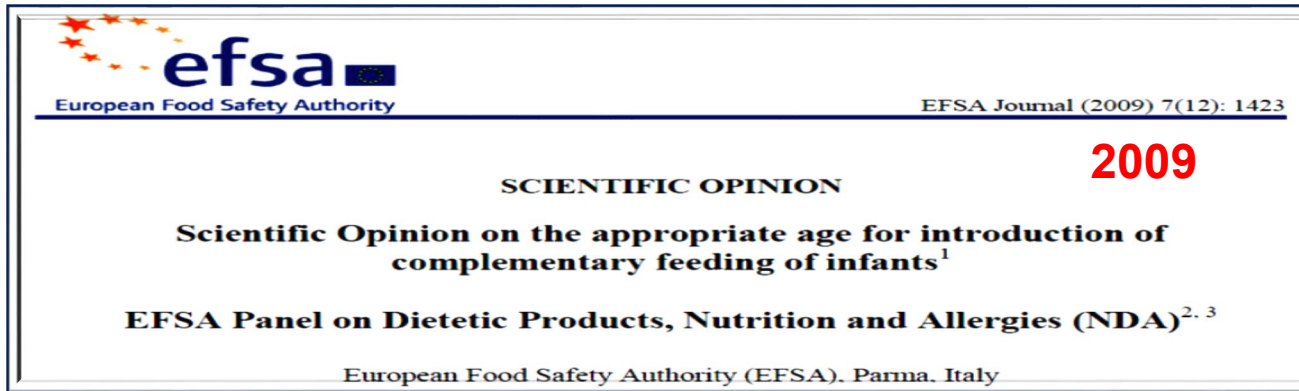 efsa
European Food Safety Authority
EFSA Journal (2009) 7(12): 1423
2009
SCIENTIFIC OPINION
Scientific Opinion on the appropriate age for introduction of
complementary feeding of infants¹
EFSA Panel on Dietetic Products, Nutrition and Allergies (NDA)²,³
European Food Safety Authority (EFSA), Parma, Italy